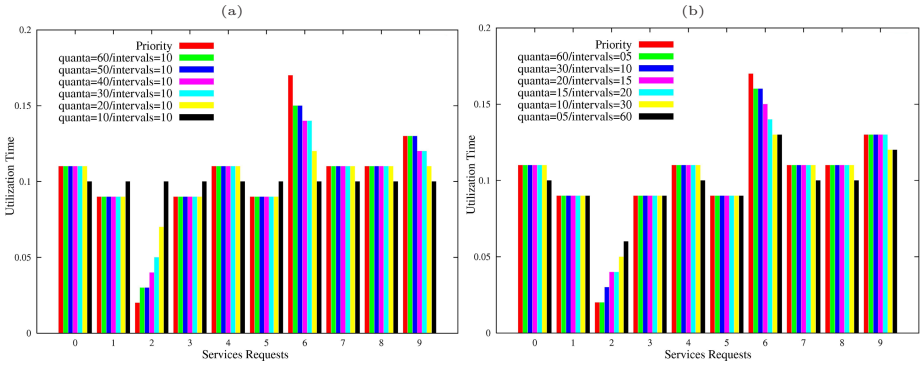 (a)
0.2
0.15
0.1
0.05
0
Utilization Time
Priority
quanta=60/intervals=10
quanta=50/intervals=10
quanta=40/intervals=10
quanta=30/intervals=10
quanta=20/intervals=10
quanta=10/intervals=10
0 1 2 3 4 5 6 7 8 9
Services Requests
(b)
0.2
0.15
0.1
0.05
0
Utilization Time
Priority
quanta=60/intervals=05
quanta=30/intervals=10
quanta=20/intervals=15
quanta=15/intervals=20
quanta=10/intervals=30
quanta=05/intervals=60
0 1 2 3 4 5 6 7 8 9
Services Requests